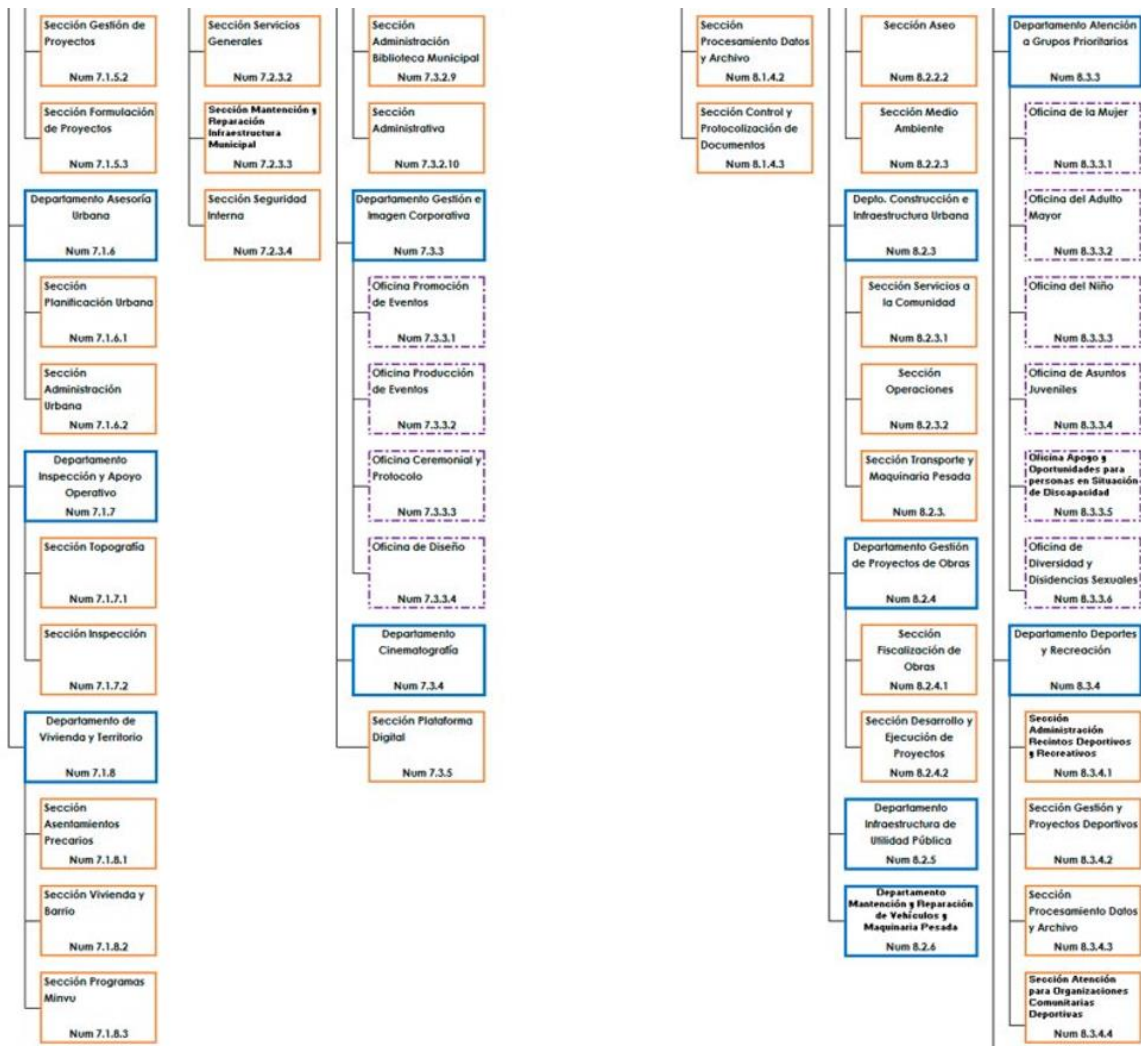 Sección Gestión de
Proyectos
Num 7.1.5.2
Sección Formulación
de Proyectos
Num 7.1.5.3
Departamento Asesoría
Urbana
Num 7.1.6
Sección
Planificación Urbana
Num 7.1.6.1
Sección
Administración
Urbana
Num 7.1.6.2
Departamento
Inspección y Apoyo
Operativo
Num 7.1.7
Sección Topografía
Num 7.1.7.1
Sección Inspección
Num 7.1.7.2
Departamento de
Vivienda y Territorio
Num 7.1.8
Sección
Asentamientos
Precarios
Num 7.1.8.1
Sección Vivienda y
Barrio
Num 7.1.8.2
Sección Programas
Minvu
Num 7.1.8.3
Sección Servicios
Generales
Num 7.2.3.2
Sección Mantención y
Reparación
Infraestructura
Municipal
Num 7.2.3.3
Sección Seguridad
Interna
Num 7.2.3.4
Sección
Administración
Biblioteca Municipal
Num 7.3.2.9
Sección
Administrativa
Num 7.3.2.10
Departamento Gestión e
Imagen Corporativa
Num 7.3.3
Oficina Promoción
de Eventos
Num 7.3.3.1
Oficina Producción
de Eventos
Num 7.3.3.2
Oficina Ceremonial y
Protocolo
Num 7.3.3.3
Oficina de Diseño
Num 7.3.3.4
Departamento
Cinematografía
Num 7.3.4
Sección Plataforma
Digital
Num 7.3.5
Sección
Procesamiento Datos
y Archivo
Num 8.1.4.2
Sección Control y
Protocolización de
Documentos
Num 8.1.4.3
Sección Aseo
Num 8.2.2.2
Sección Medio
Ambiente
Num 8.2.2.3
Depto. Construcción e
Infraestructura Urbana
Num 8.2.3
Sección Servicios a
la Comunidad
Num 8.2.3.1
Sección
Operaciones
Num 8.2.3.2
Sección Transporte y
Maquinaria Pesada
Num 8.2.3.
Departamento Gestión
de Proyectos de Obras
Num 8.2.4
Sección
Fiscalización de
Obras
Num 8.2.4.1
Sección Desarrollo y
Ejecución de
Proyectos
Num 8.2.4.2
Departamento
Infraestructura de
Utilidad Pública
Num 8.2.5
Departamento
Mantención y Reparación
de Vehículos y
Maquinaria Pesada
Num 8.2.6
Departamento Atención
a Grupos Prioritarios
Num 8.3.3
Oficina de la Mujer
Num 8.3.3.1
Oficina del Adulto
Mayor
Num 8.3.3.2
Oficina del Niño
Num 8.3.3.3
Oficina de Asuntos
Juveniles
Num 8.3.3.4
Oficina Apoyo y
Oportunidades para
personas en Situación
de Discapacidad
Num 8.3.3.5
Oficina de
Diversidad y
Disidencias Sexuales
Num 8.3.3.6
Departamento Deportes
y Recreación
Num 8.3.4
Sección
Administración
Recintos Deportivos
y Recreativos
Num 8.3.4.1
Sección Gestión y
Proyectos Deportivos
Num 8.3.4.2
Sección
Procesamiento Datos
y Archivo
Num 8.3.4.3
Sección Atención
para Organizaciones
Comunitarias
Deportivas
Num 8.3.4.4